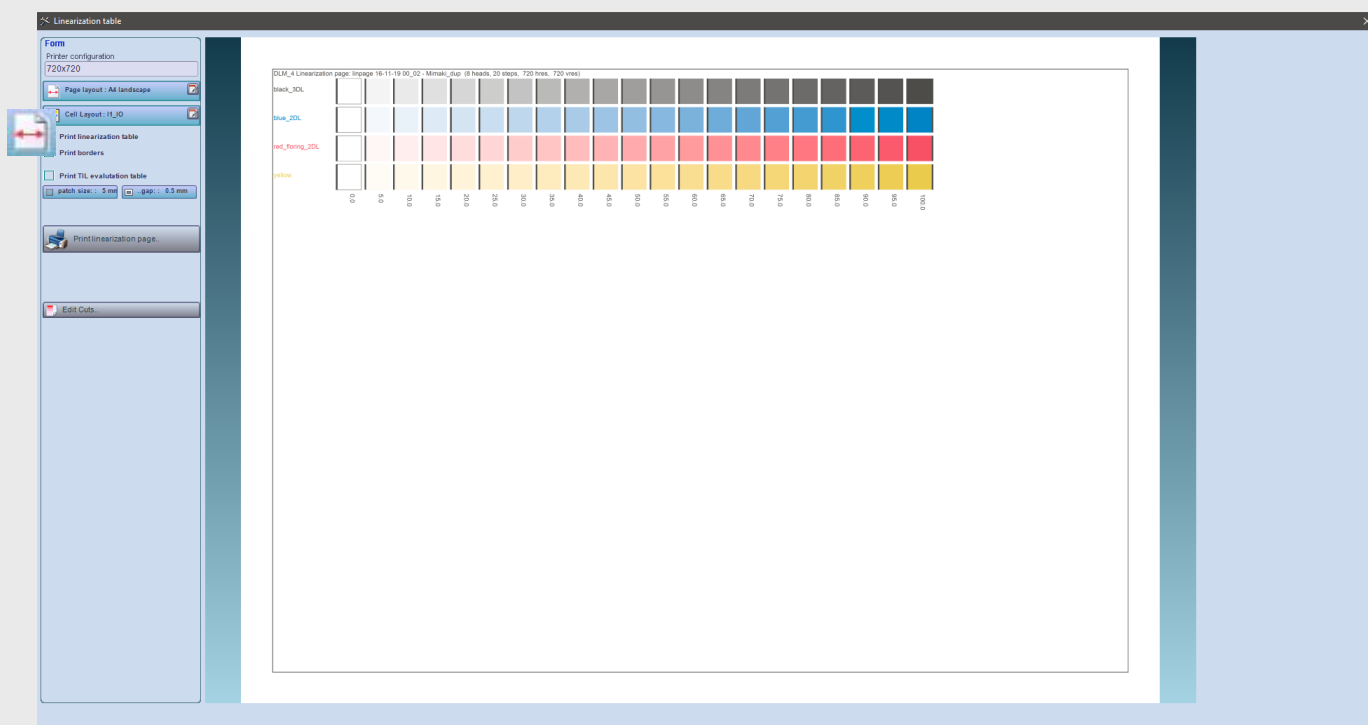 Linearization table
Form
Printer configuration
720x720
Page layout : A4 landscape
Cell Layout : I1_IO
Print linearization table
Print borders
Print TIL evalutation table
patch size: : 5 mm
...gap: : 0.5 mm
Print linearization page..
Edit Cuts..
DLM_4 Linearization page: linpage 16-11-19 00_02 - Mimaki_dup (8 heads, 20 steps, 720 hres, 720 vres)
black_3DL
blue_2DL
red_floring_2DL
yellow
0.0 5.0 10.0 15.0 20.0 25.0 30.0 35.0 40.0 45.0 50.0 55.0 60.0 65.0 70.0 75.0 80.0 85.0 90.0 95.0 100.0